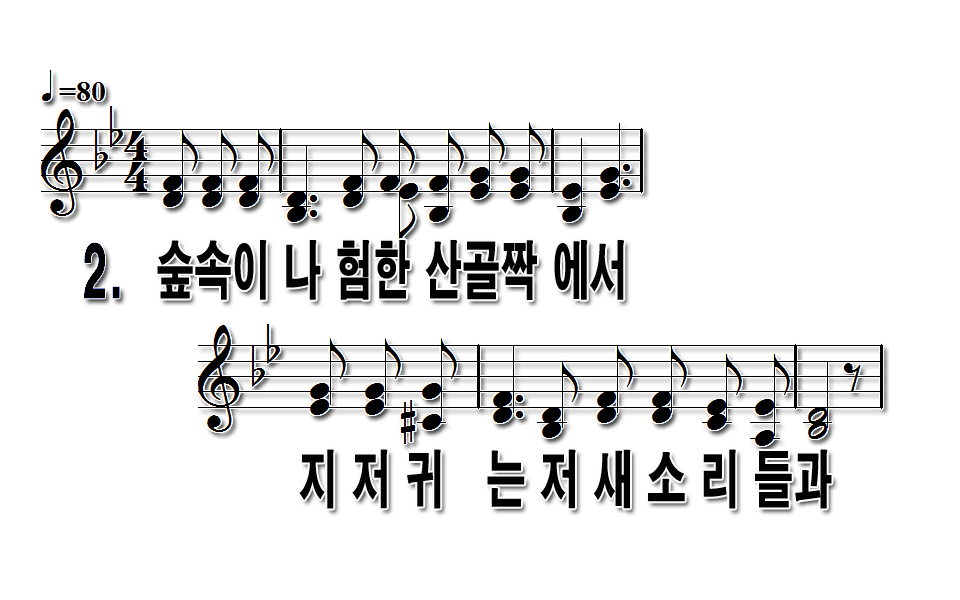 ♩=80
2. 숲속이 나 험한 산골짝 에서
지 저 귀 는 저 새 소 리 들과